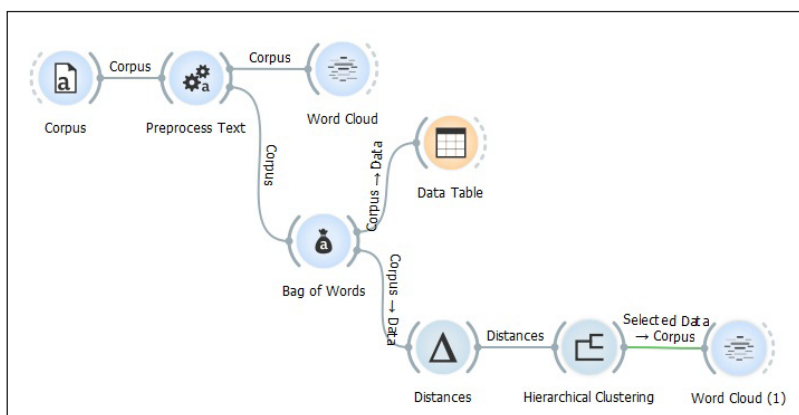 Corpus
Corpus
a
a
Corpus
Preprocess Text
Word Cloud
Corpus
Corpus → Data
Data Table
a
Bag of Words
Corpus → Data
Distances
Selected Data
→ Corpus
Distances
Hierarchical Clustering
Word Cloud (1)